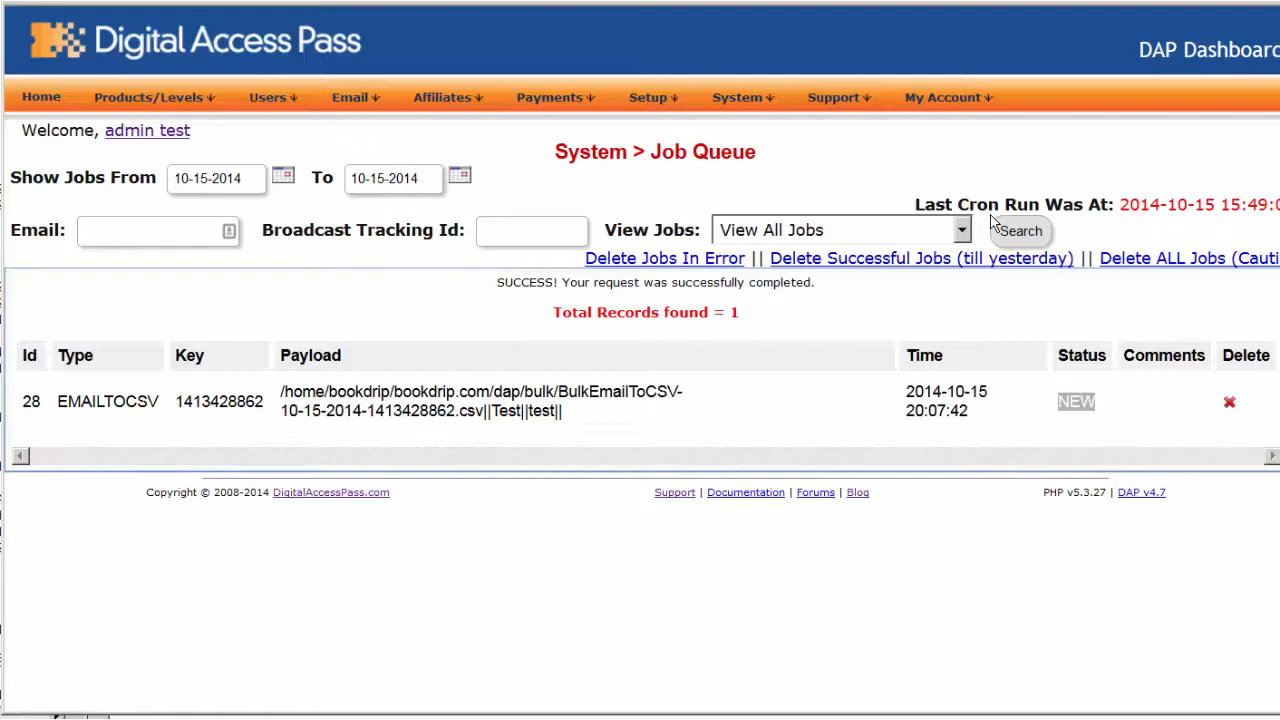 Digital Access Pass
DAP Dashboard
Home Products/Levels Users Email Affiliates Payments Setup System Support My Account
Welcome, admin test
System > Job Queue
Show Jobs From 10-15-2014 To 10-15-2014
Last Cron Run Was At: 2014-10-15 15:49:0
Email: Broadcast Tracking Id: View Jobs: View All Jobs Search
Delete Jobs In Error || Delete Successful Jobs (till yesterday) || Delete ALL Jobs (Cauti
SUCCESS! Your request was successfully completed.
Total Records found = 1
Id Type Key Payload Time Status Comments Delete
28 EMAILTOCSV 1413428862 /home/bookdrip/bookdrip.com/dap/bulk/BulkEmailToCSV-
10-15-2014-1413428862.csv||Test||test||
2014-10-15
20:07:42
NEW
Copyright © 2008-2014 DigitalAccessPass.com Support | Documentation | Forums | Blog PHP v5.3.27 | DAP v4.7